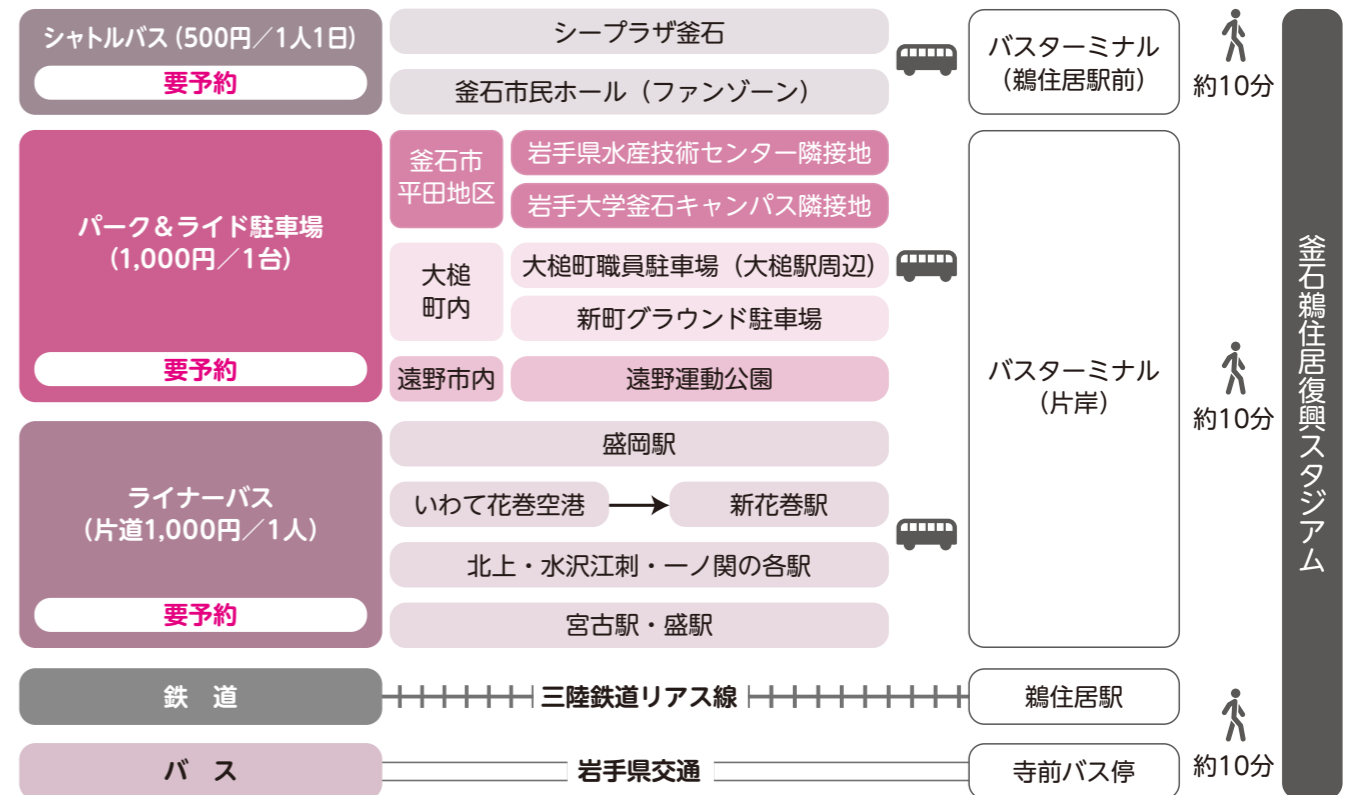 シャトルバス (500円／1人1日)
要予約
シープラザ釜石
釜石市民ホール（ファンゾーン）
バスターミナル
（鵜住居駅前）
約10分
パーク＆ライド駐車場
(1,000円／1台)
要予約
釜石市
平田地区
岩手県水産技術センター隣接地
岩手大学釜石キャンパス隣接地
大槌
町内
大槌町職員駐車場（大槌駅周辺）
新町グラウンド駐車場
遠野市内
遠野運動公園
バスターミナル
（片岸）
約10分
ライナーバス
(片道1,000円／1人)
要予約
盛岡駅
いわて花巻空港
新花巻駅
北上・水沢江刺・一ノ関の各駅
宮古駅・盛駅
鉄　道
三陸鉄道リアス線
鵜住居駅
バ　ス
岩手県交通
寺前バス停
約10分
釜石鵜住居復興スタジアム